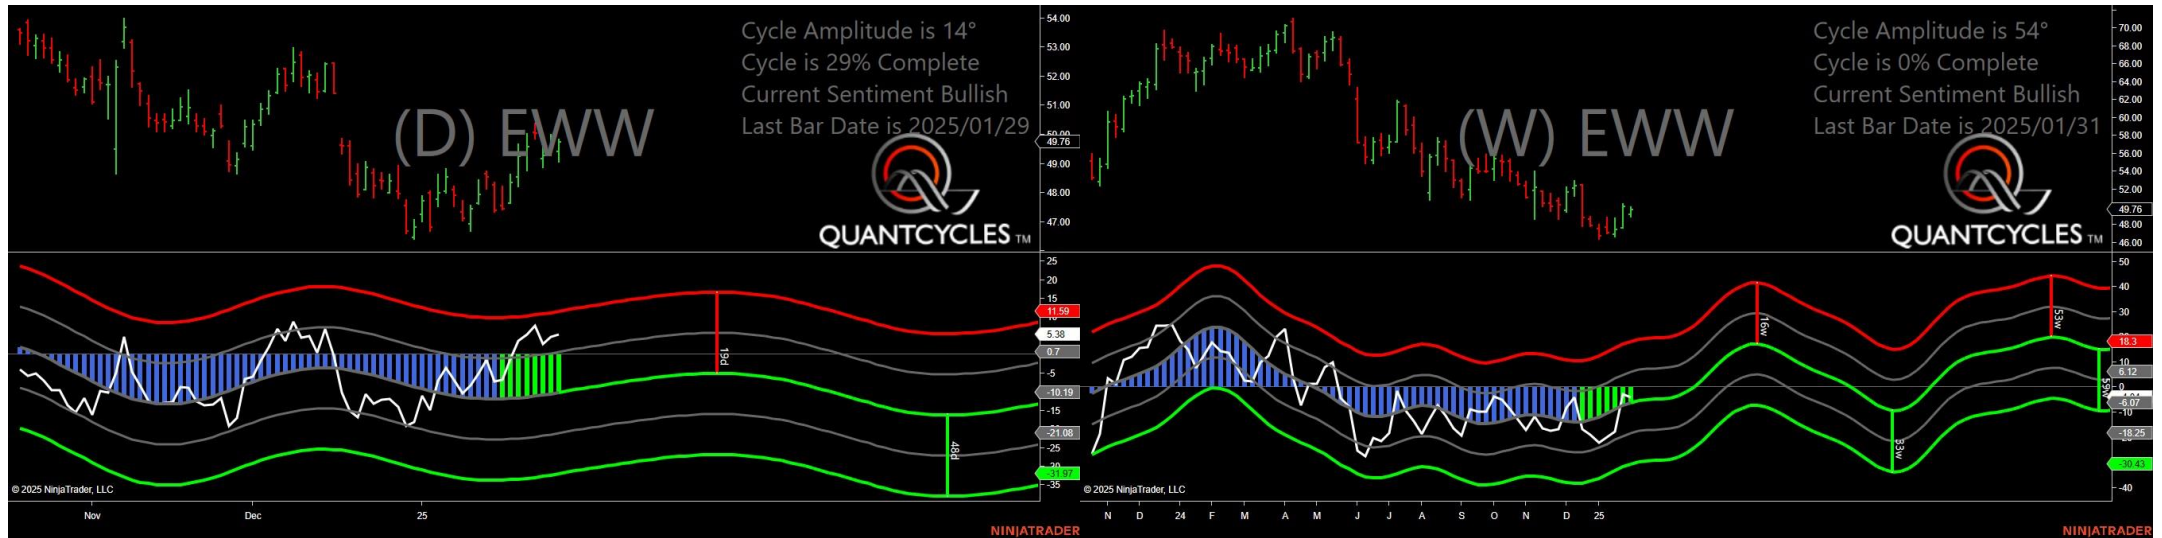 Cycle Amplitude is 14°
Cycle is 29% Complete
Current Sentiment Bullish
Last Bar Date is 2025/01/29
(D) EWW
QUANTCYCLES TM
54.00
53.00
52.00
51.00
50.00
49.76
49.00
48.00
47.00
25
20
15
11.59
5.38
0.7
-5
-10.19
-15
-21.08
-25
-31.97
-35
19d
48d
© 2025 NinjaTrader, LLC
Nov
Dec
25
NINJATRADER
Cycle Amplitude is 54°
Cycle is 0% Complete
Current Sentiment Bullish
Last Bar Date is 2025/01/31
(W) EWW
QUANTCYCLES TM
70.00
68.00
66.00
64.00
62.00
60.00
58.00
56.00
54.00
52.00
49.76
48.00
46.00
50
40
30
18.3
10
6.12
0
-6.07
-10
-18.25
-30.43
-40
16w
33w
53w
59w
© 2025 NinjaTrader, LLC
N D 24 F M A M J J A S O N D 25
NINJATRADER